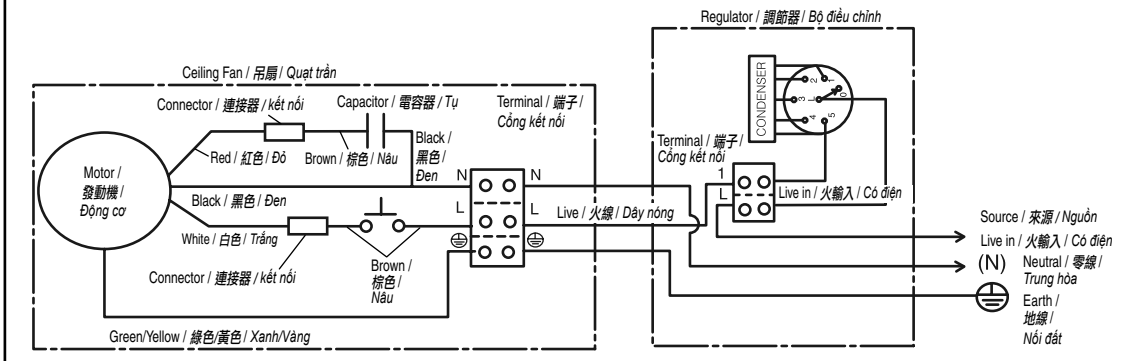 Regulator / 調節器 / Bộ điều chỉnh
CONDENSER
2
1
3
L
0
4
5
Ceiling Fan / 吊扇 / Quạt trần
Connector / 連接器 / kết nối
Capacitor / 電容器 / Tụ
Terminal / 端子 /
Cổng kết nối
Red / 紅色 / Đỏ
Brown / 棕色 / Nâu
Black /
黑色 /
Đen
Motor /
發動機 /
Động cơ
Black / 黑色 / Đen
White / 白色 / Trắng
Connector / 連接器 / kết nối
Brown /
棕色 /
Nâu
Green/Yellow / 綠色/黃色 / Xanh/Vàng
N
N
L
L
Live / 火線 / Dây nóng
Terminal / 端子 /
Cổng kết nối
1
L
Live in / 火輸入 / Có điện
Source / 來源 / Nguồn
Live in / 火輸入 / Có điện
(N)
Neutral / 零線 /
Trung hòa
Earth /
地線 /
Nối đất